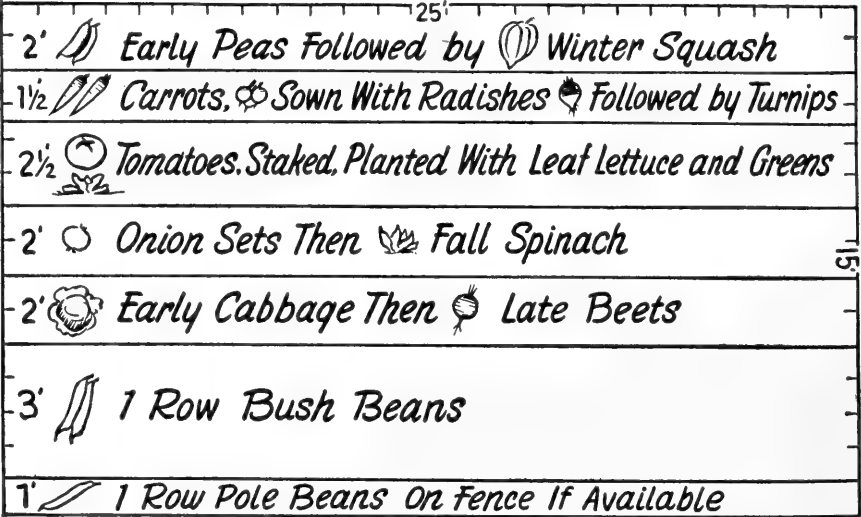 25'
2' Early Peas Followed by Winter Squash
1½ Carrots, Sown With Radishes Followed by Turnips
2½ Tomatoes, Staked, Planted With Leaf Lettuce and Greens
2' Onion Sets Then Fall Spinach
15'
2' Early Cabbage Then Late Beets
3' 1 Row Bush Beans
1' 1 Row Pole Beans On Fence If Available